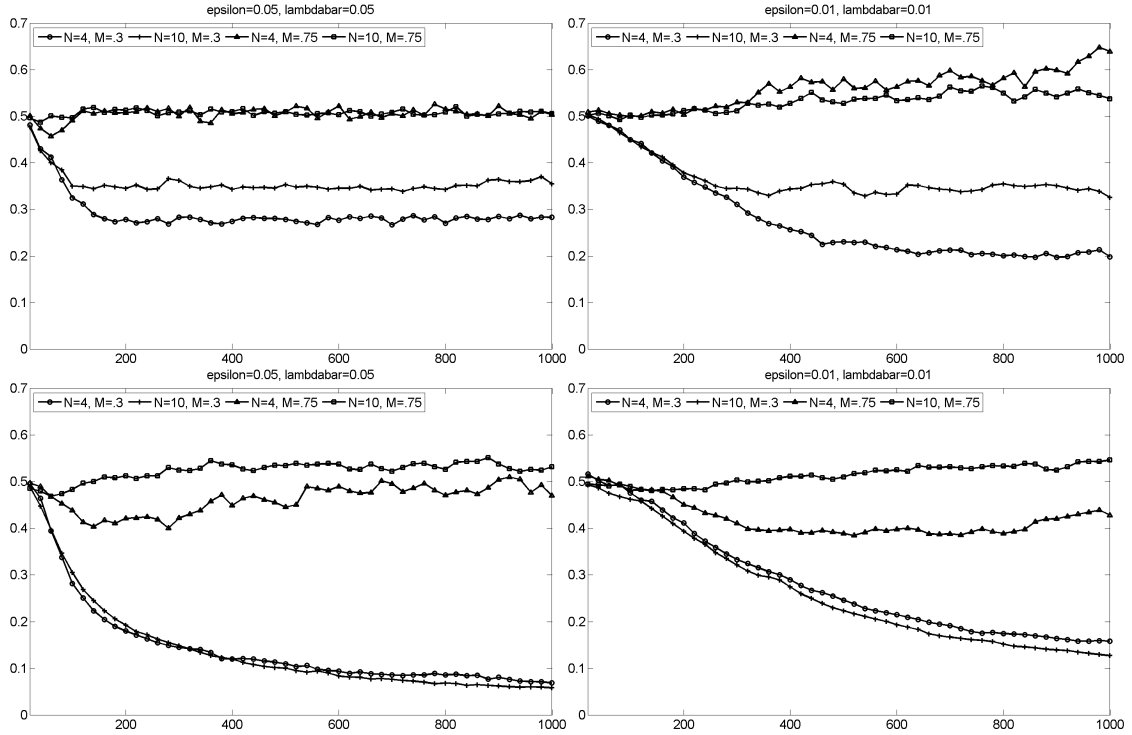 epsilon=0.05, lambdabar=0.05
N=4, M=.3 N=10, M=.3 N=4, M=.75 N=10, M=.75
0.7
0.6
0.5
0.4
0.3
0.2
0.1
0
200 400 600 800 1000
epsilon=0.01, lambdabar=0.01
N=4, M=.3 N=10, M=.3 N=4, M=.75 N=10, M=.75
0.7
0.6
0.5
0.4
0.3
0.2
0.1
0
200 400 600 800 1000
epsilon=0.05, lambdabar=0.05
N=4, M=.3 N=10, M=.3 N=4, M=.75 N=10, M=.75
0.7
0.6
0.5
0.4
0.3
0.2
0.1
0
200 400 600 800 1000
epsilon=0.01, lambdabar=0.01
N=4, M=.3 N=10, M=.3 N=4, M=.75 N=10, M=.75
0.7
0.6
0.5
0.4
0.3
0.2
0.1
0
200 400 600 800 1000